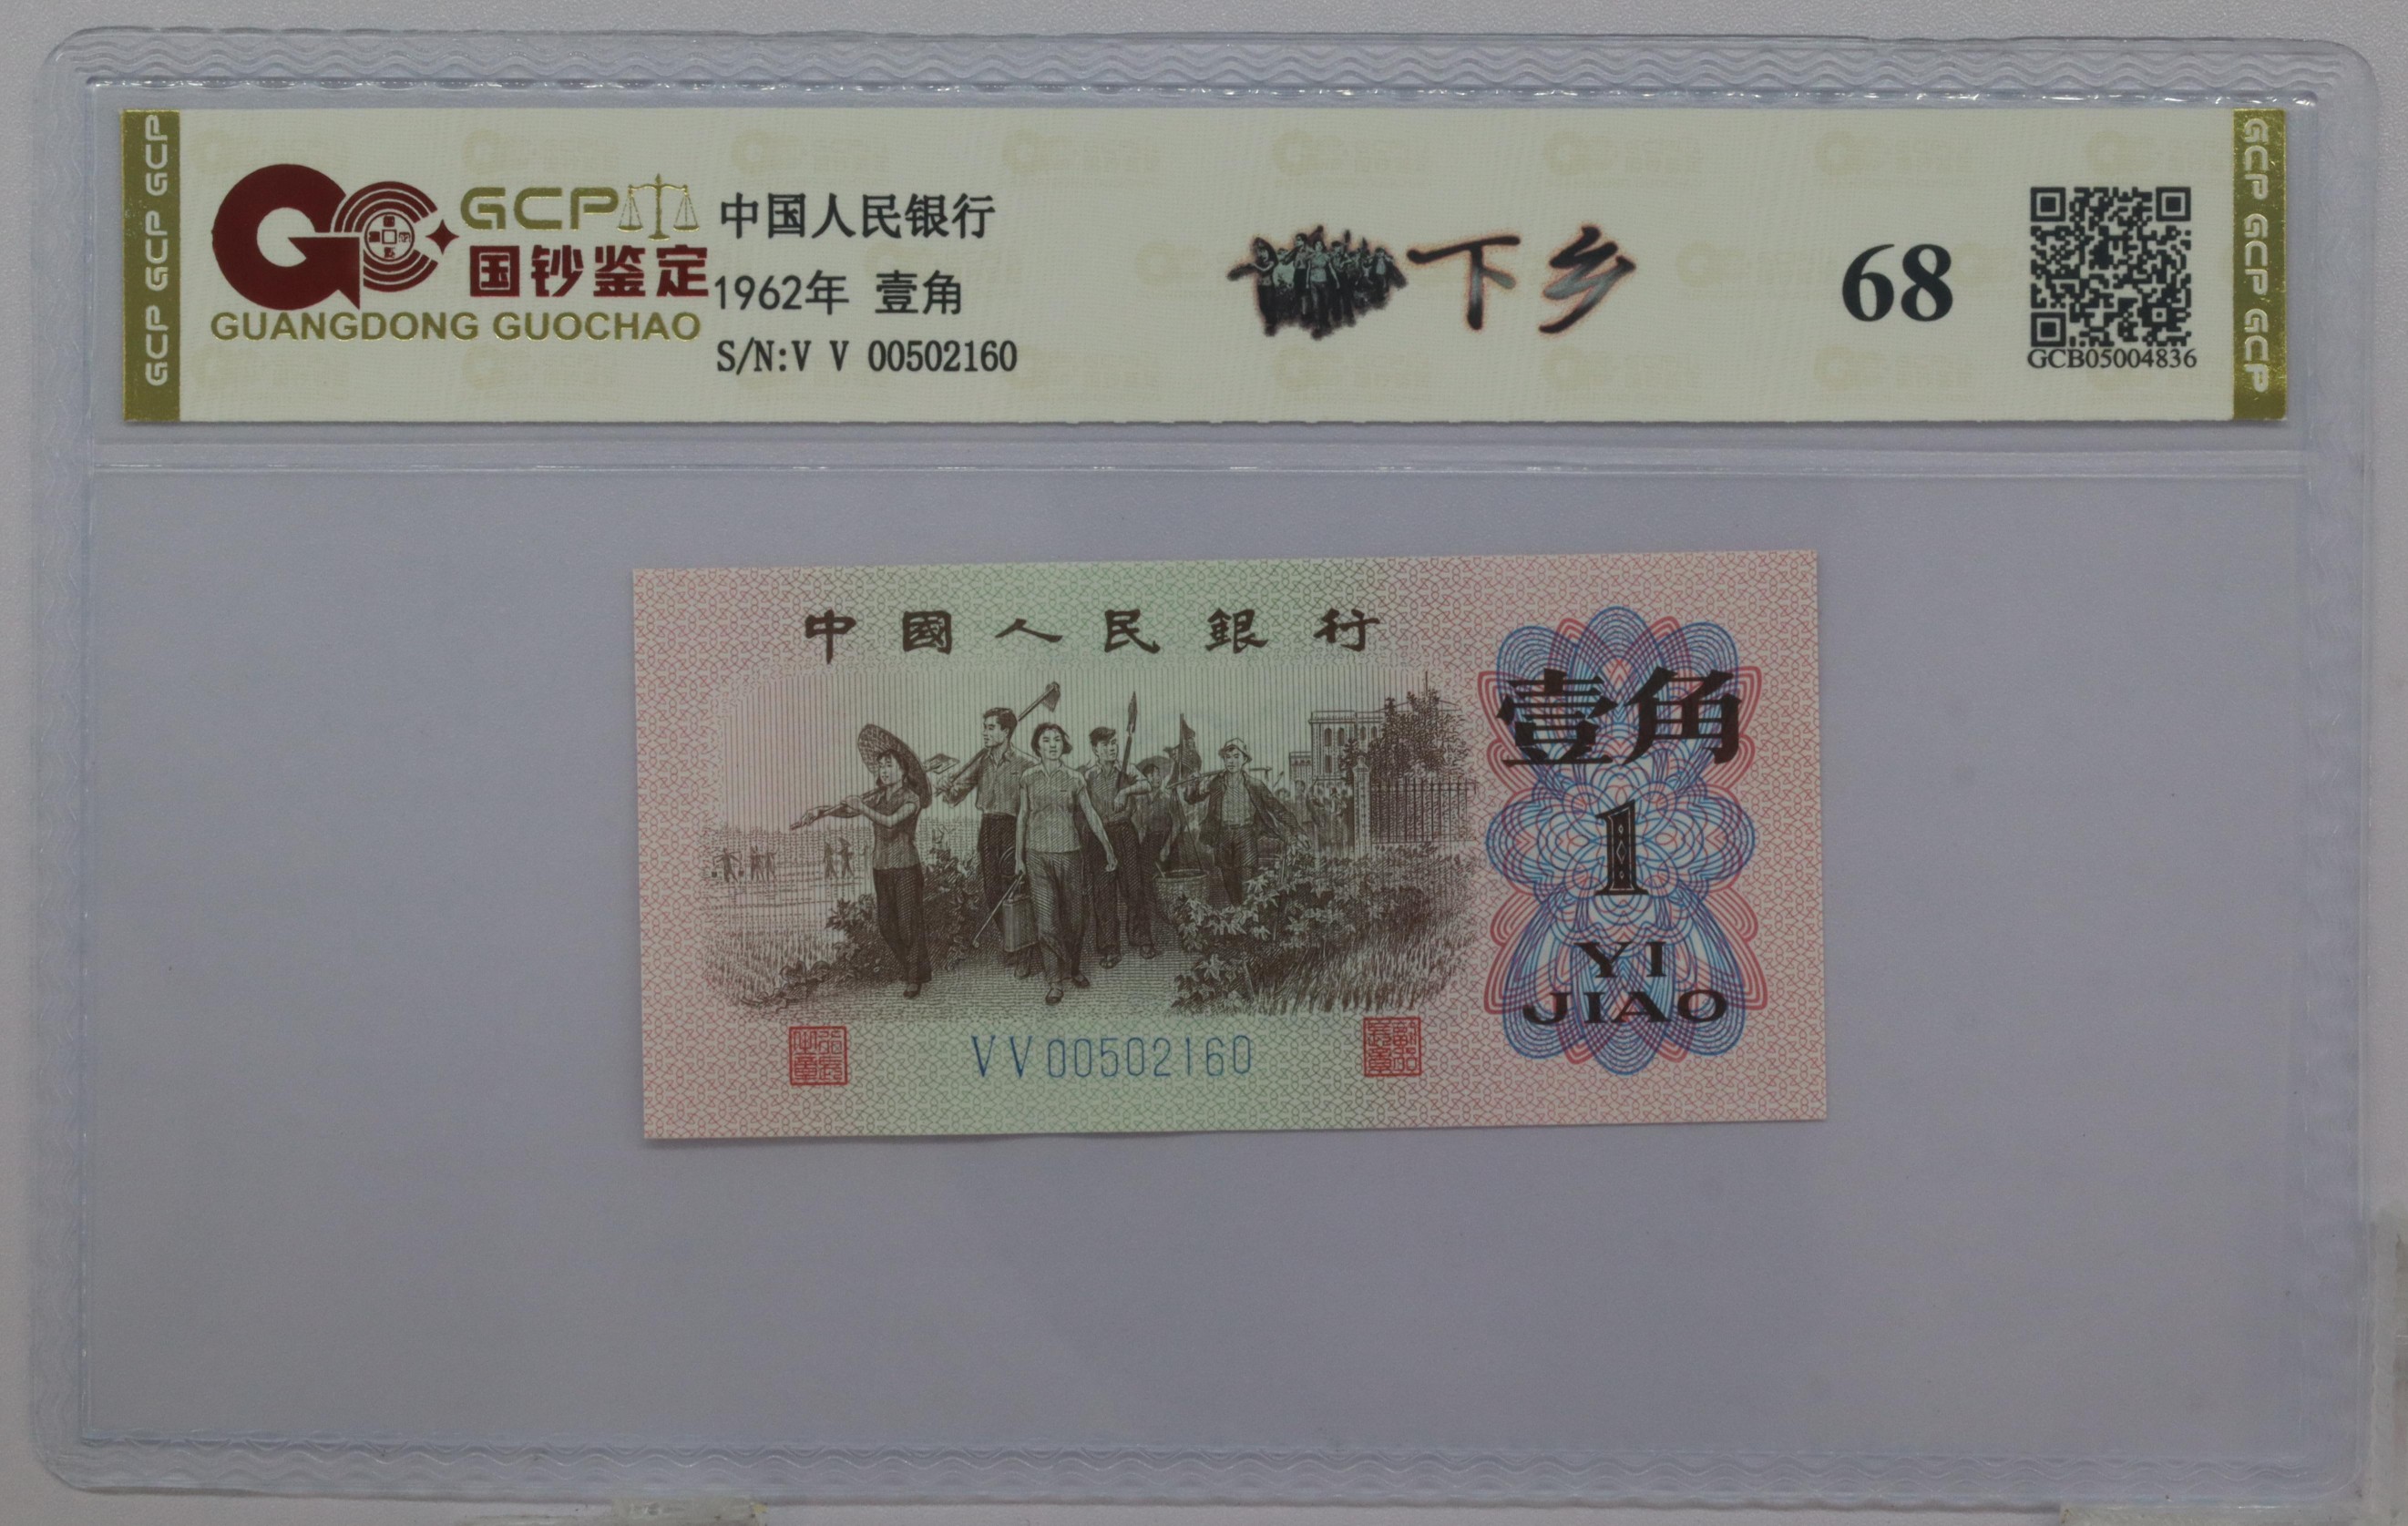 GCP GCP GCP
GCP
国钞鉴定
GUANGDONG GUOCHAO
中国人民银行
1962年 壹角
S/N:V V 00502160
下乡
68
GCB05004836
GCP GCP GCP
中國人民銀行
壹角
1
YI
JIAO
VV00502160